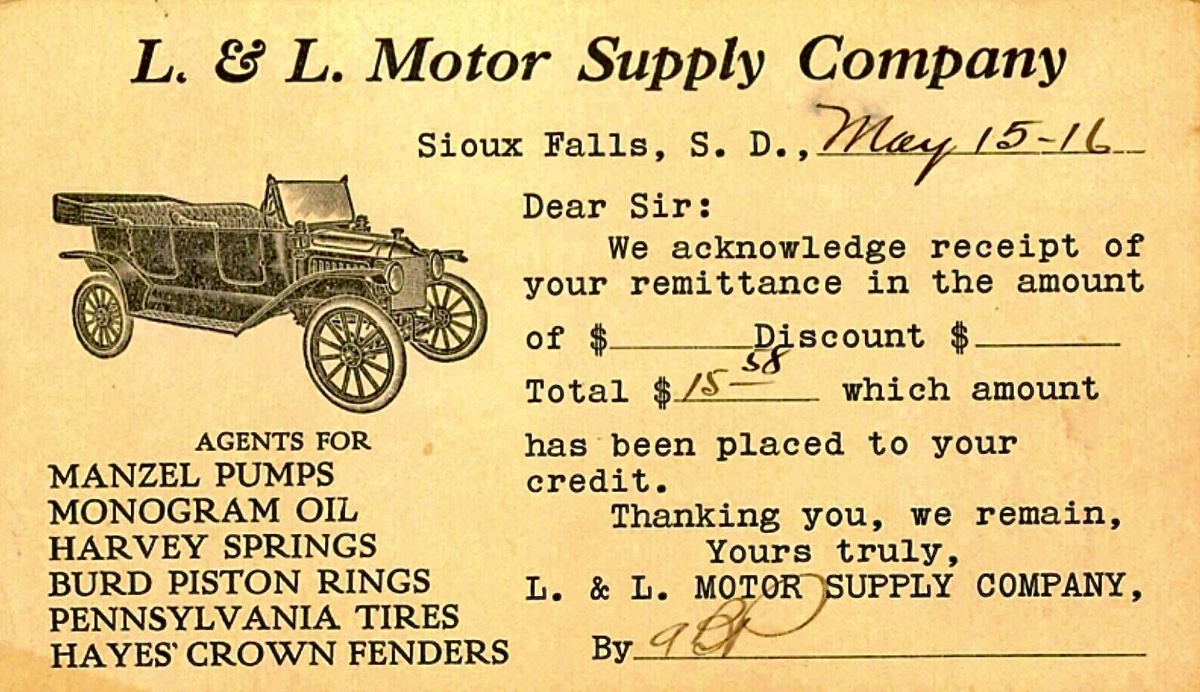 L. & L. Motor Supply Company
Sioux Falls, S. D., May 15-16
Dear Sir:
We acknowledge receipt of
your remittance in the amount
of $ Discount $
Total $ 15-58 which amount
has been placed to your
credit.
Thanking you, we remain,
Yours truly,
L. & L. MOTOR SUPPLY COMPANY,
By
AGENTS FOR
MANZEL PUMPS
MONOGRAM OIL
HARVEY SPRINGS
BURD PISTON RINGS
PENNSYLVANIA TIRES
HAYES' CROWN FENDERS